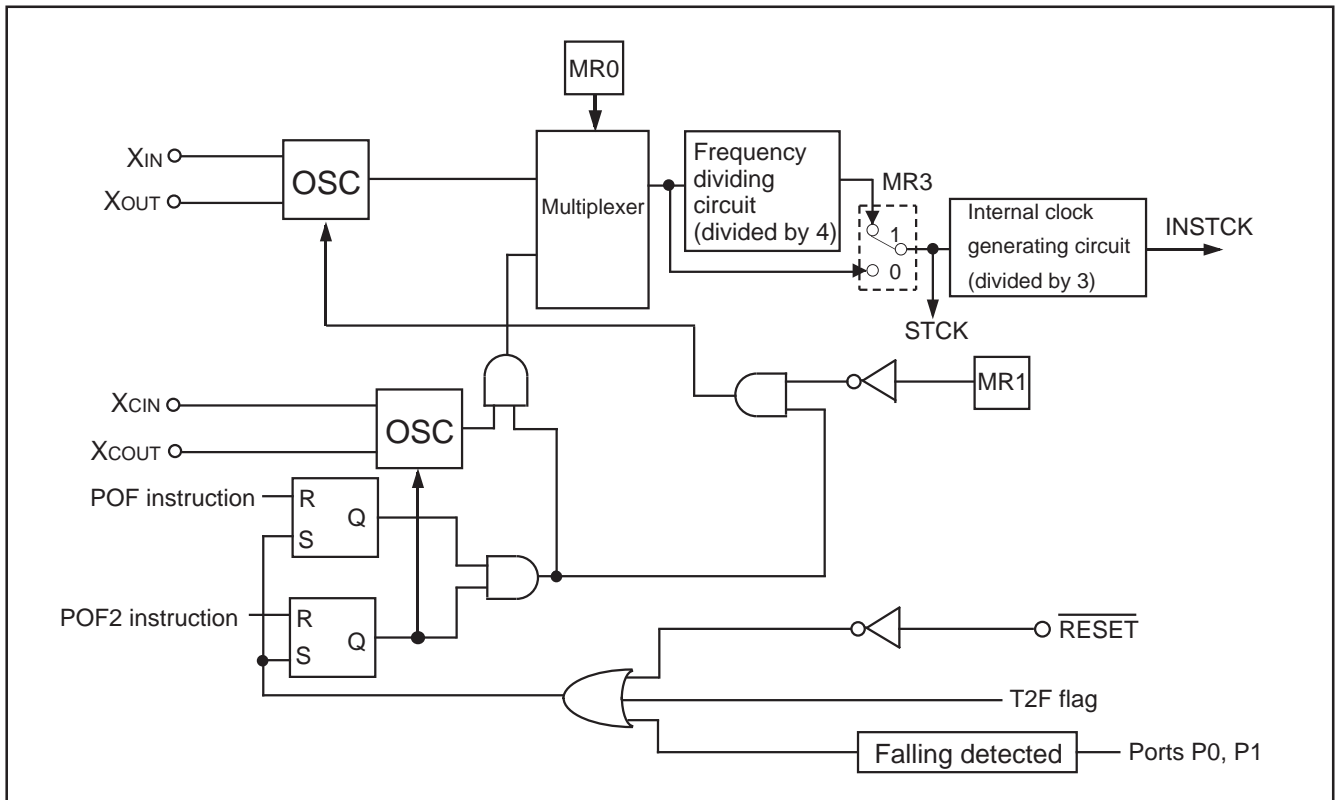 MR0
XIN
XOUT
OSC
Multiplexer
Frequency
dividing
circuit
(divided by 4)
MR3
1
0
Internal clock
generating circuit
(divided by 3)
INSTCK
STCK
MR1
XCIN
XCOUT
OSC
POF instruction
R
S
Q
POF2 instruction
R
S
Q
RESET
T2F flag
Falling detected
Ports P0, P1